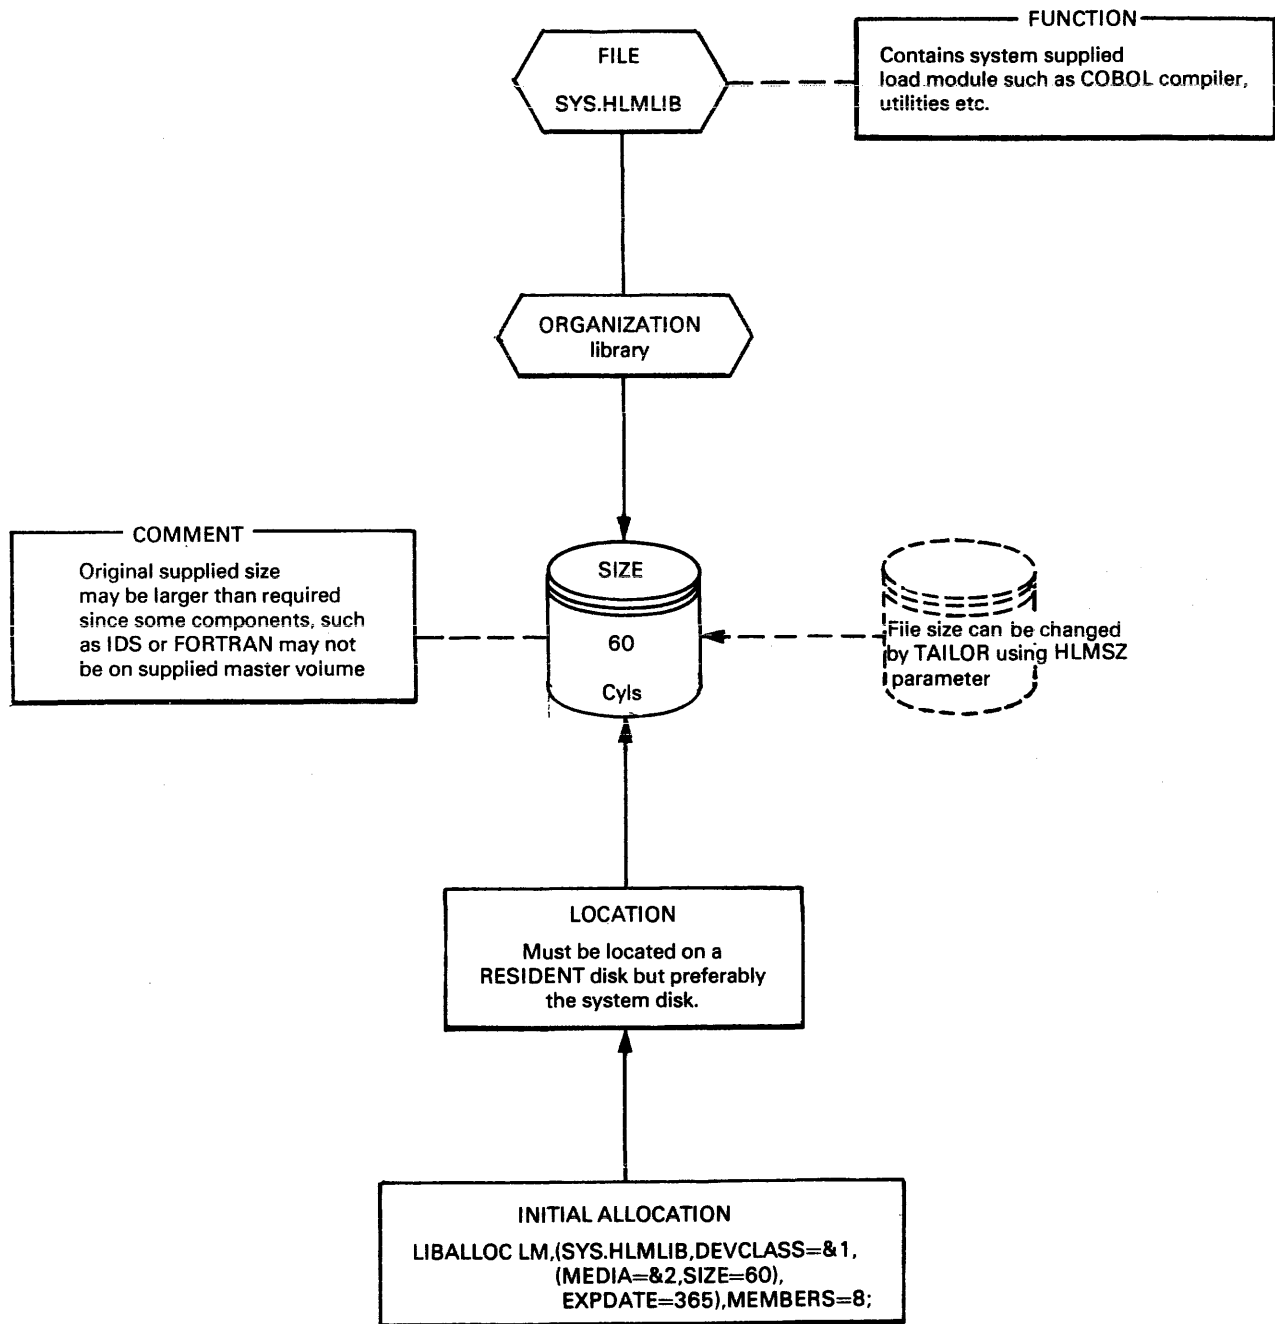 FUNCTION
FILE
SYS.HLMLIB
Contains system supplied
load module such as COBOL compiler,
utilities etc.
ORGANIZATION
library
COMMENT
Original supplied size
may be larger than required
since some components, such
as IDS or FORTRAN may not
be on supplied master volume
SIZE
60
Cyls
File size can be changed
by TAILOR using HLMSZ
parameter
LOCATION
Must be located on a
RESIDENT disk but preferably
the system disk.
INITIAL ALLOCATION
LIBALLOC LM,(SYS.HLMLIB,DEVCLASS=&1,
(MEDIA=&2,SIZE=60),
EXPDATE=365),MEMBERS=8;